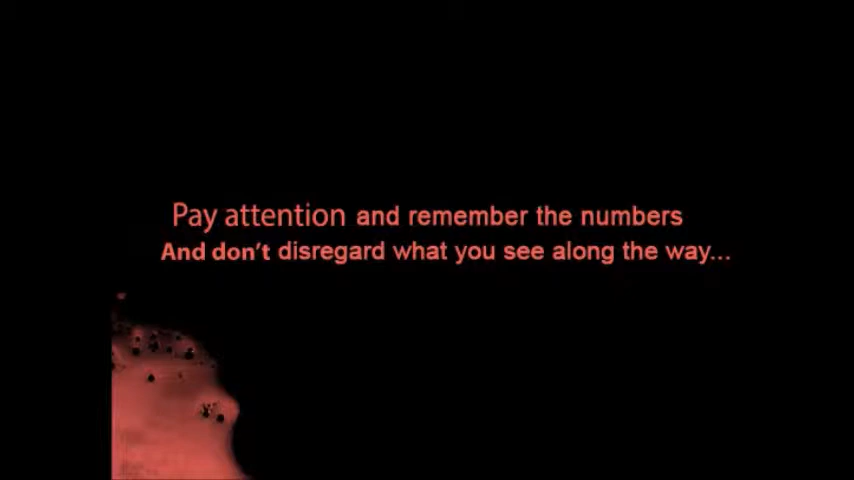 Pay attention and remember the numbers
And don't disregard what you see along the way...